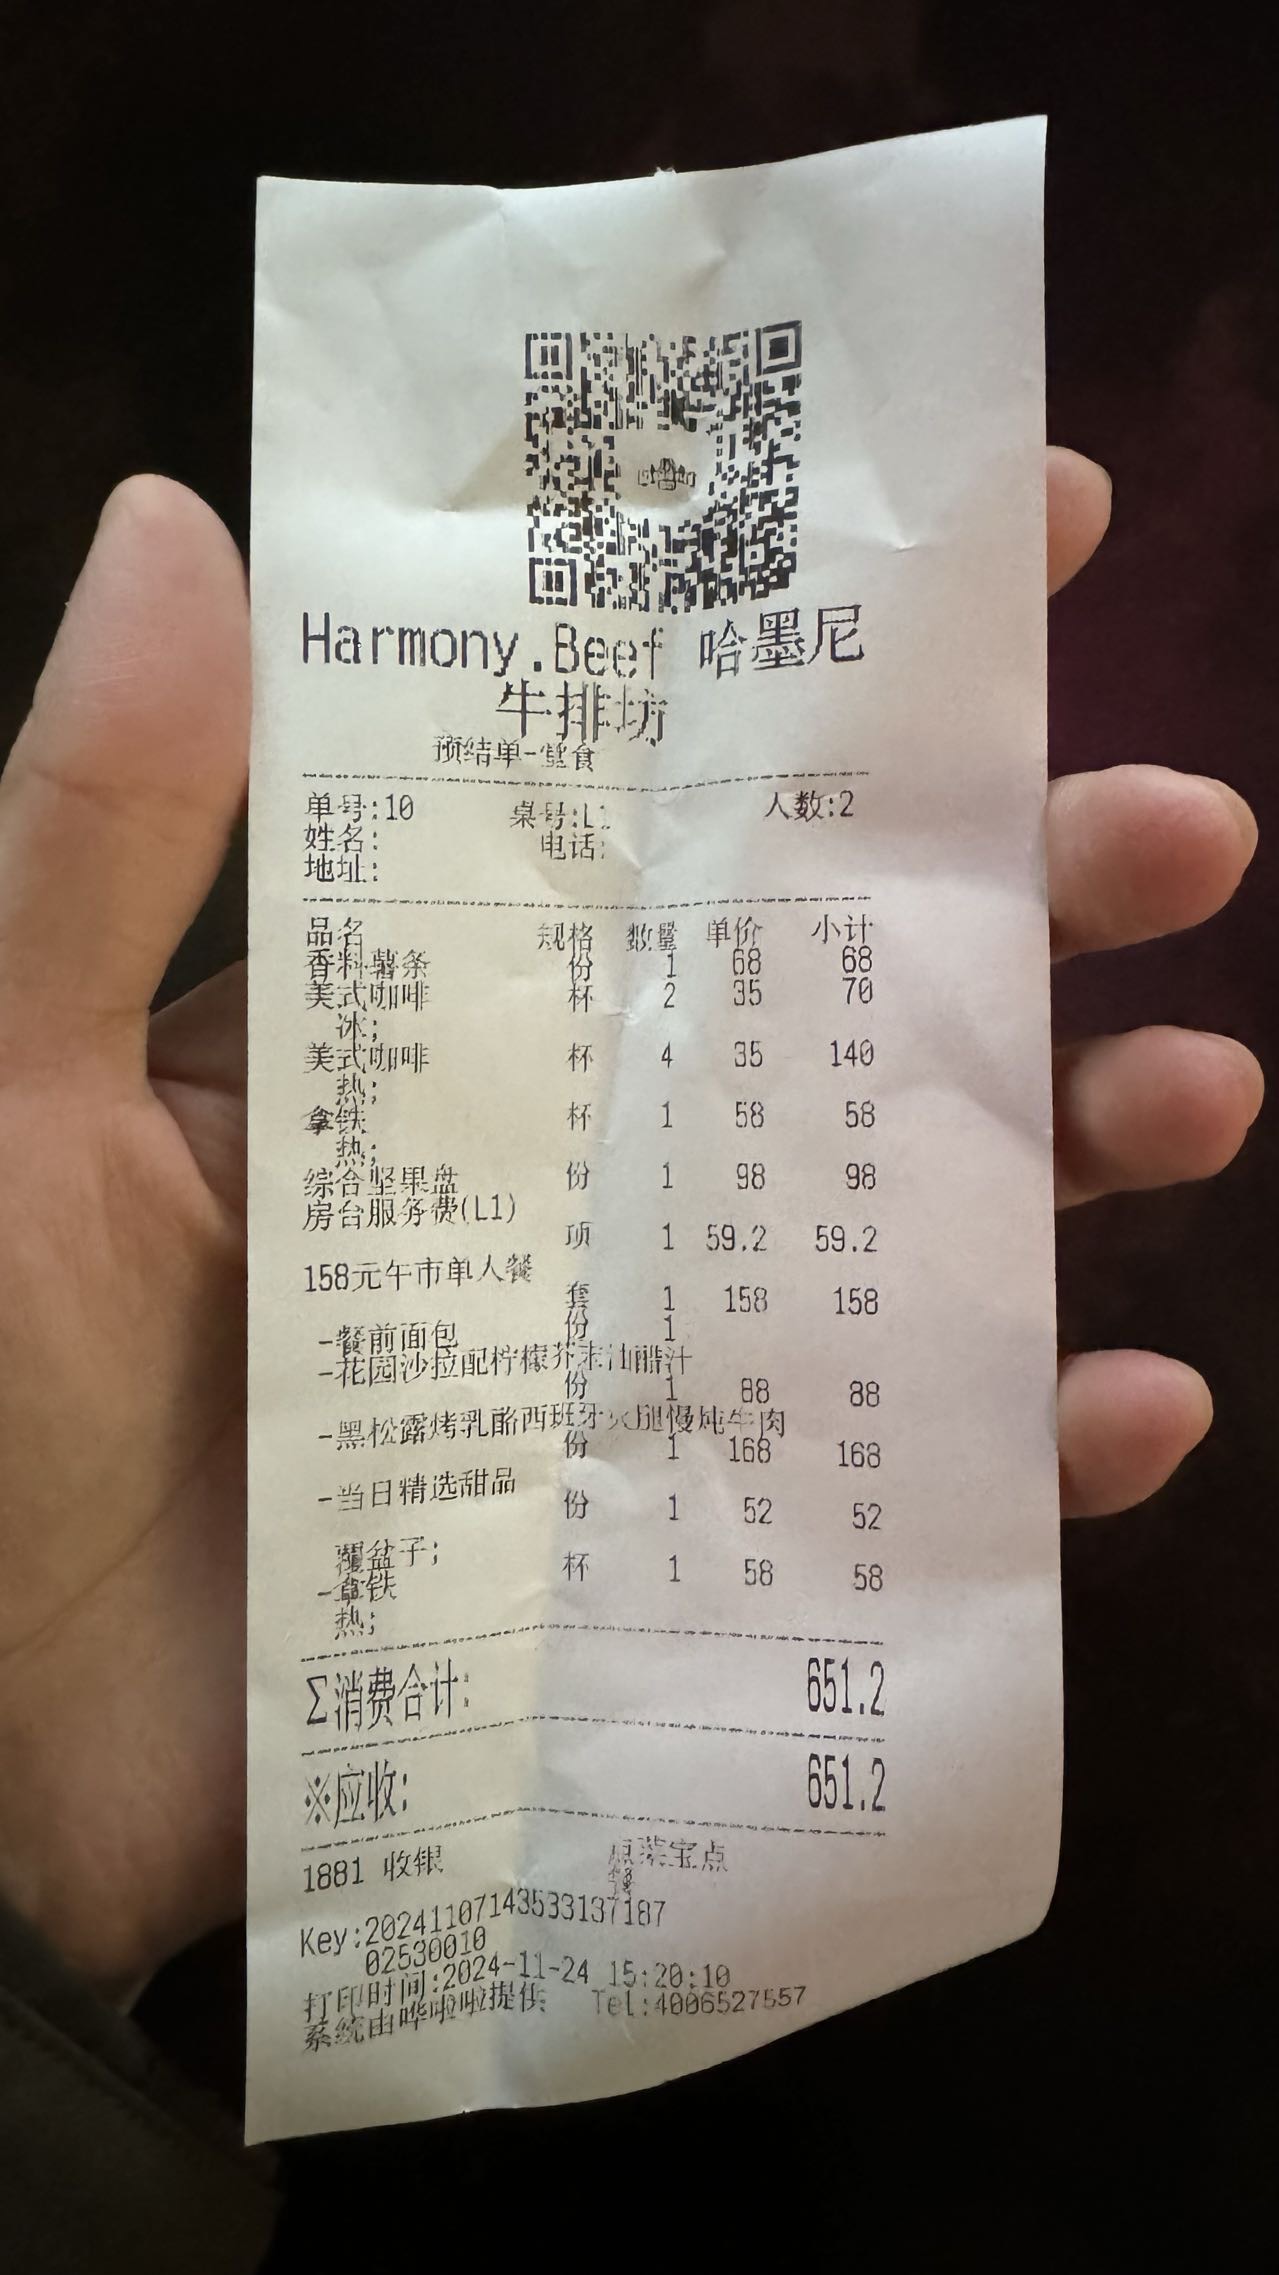 Harmony.Beef 哈墨尼
牛排坊
预结单-堂食
单号:10 桌号:L1 人数:2
姓名: 电话:
地址:
品名 规格 数量 单价 小计
香料薯条 份 1 68 68
美式咖啡 杯 2 35 70
冰;
美式咖啡 杯 4 35 140
热;
拿铁 杯 1 58 58
热;
综合坚果盘 份 1 98 98
房台服务费(L1)
项 1 59.2 59.2
158元午市单人餐
套 1 158 158
-餐前面包 份 1
-花园沙拉配柠檬芥末油醋汁
份 1 88 88
-黑松露烤乳酪西班牙火腿慢炖牛肉
份 1 168 168
-当日精选甜品
份 1 52 52
覆盆子;
-拿铁 杯 1 58 58
热;
Σ消费合计: 651.2
※应收: 651.2
1881 收银 点菜宝点
Key:20241107143533137187
02530010
打印时间:2024-11-24 15:20:10
系统由哗啦啦提供 Tel:4006527557